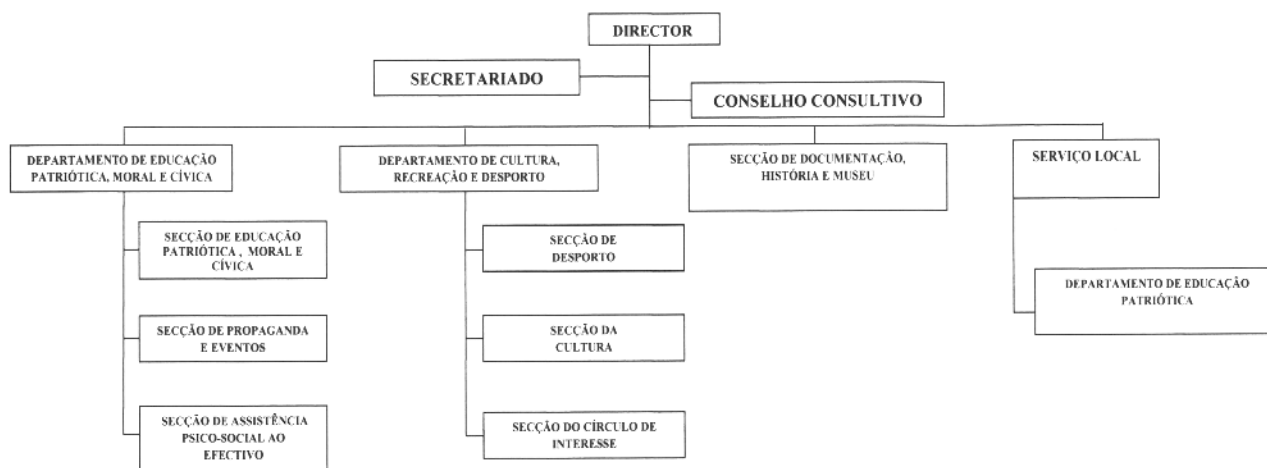 DIRECTOR
SECRETARIADO
CONSELHO CONSULTIVO
DEPARTAMENTO DE EDUCAÇÃO
PATRIÓTICA, MORAL E CÍVICA
DEPARTAMENTO DE CULTURA,
RECREAÇÃO E DESPORTO
SECÇÃO DE DOCUMENTAÇÃO,
HISTÓRIA E MUSEU
SERVIÇO LOCAL
SECÇÃO DE EDUCAÇÃO
PATRIÓTICA , MORAL E
CÍVICA
SECÇÃO DE
DESPORTO
DEPARTAMENTO DE EDUCAÇÃO
PATRIÓTICA
SECÇÃO DE PROPAGANDA
E EVENTOS
SECÇÃO DA
CULTURA
SECÇÃO DE ASSISTÊNCIA
PSICO-SOCIAL AO
EFECTIVO
SECÇÃO DO CÍRCULO DE
INTERESSE